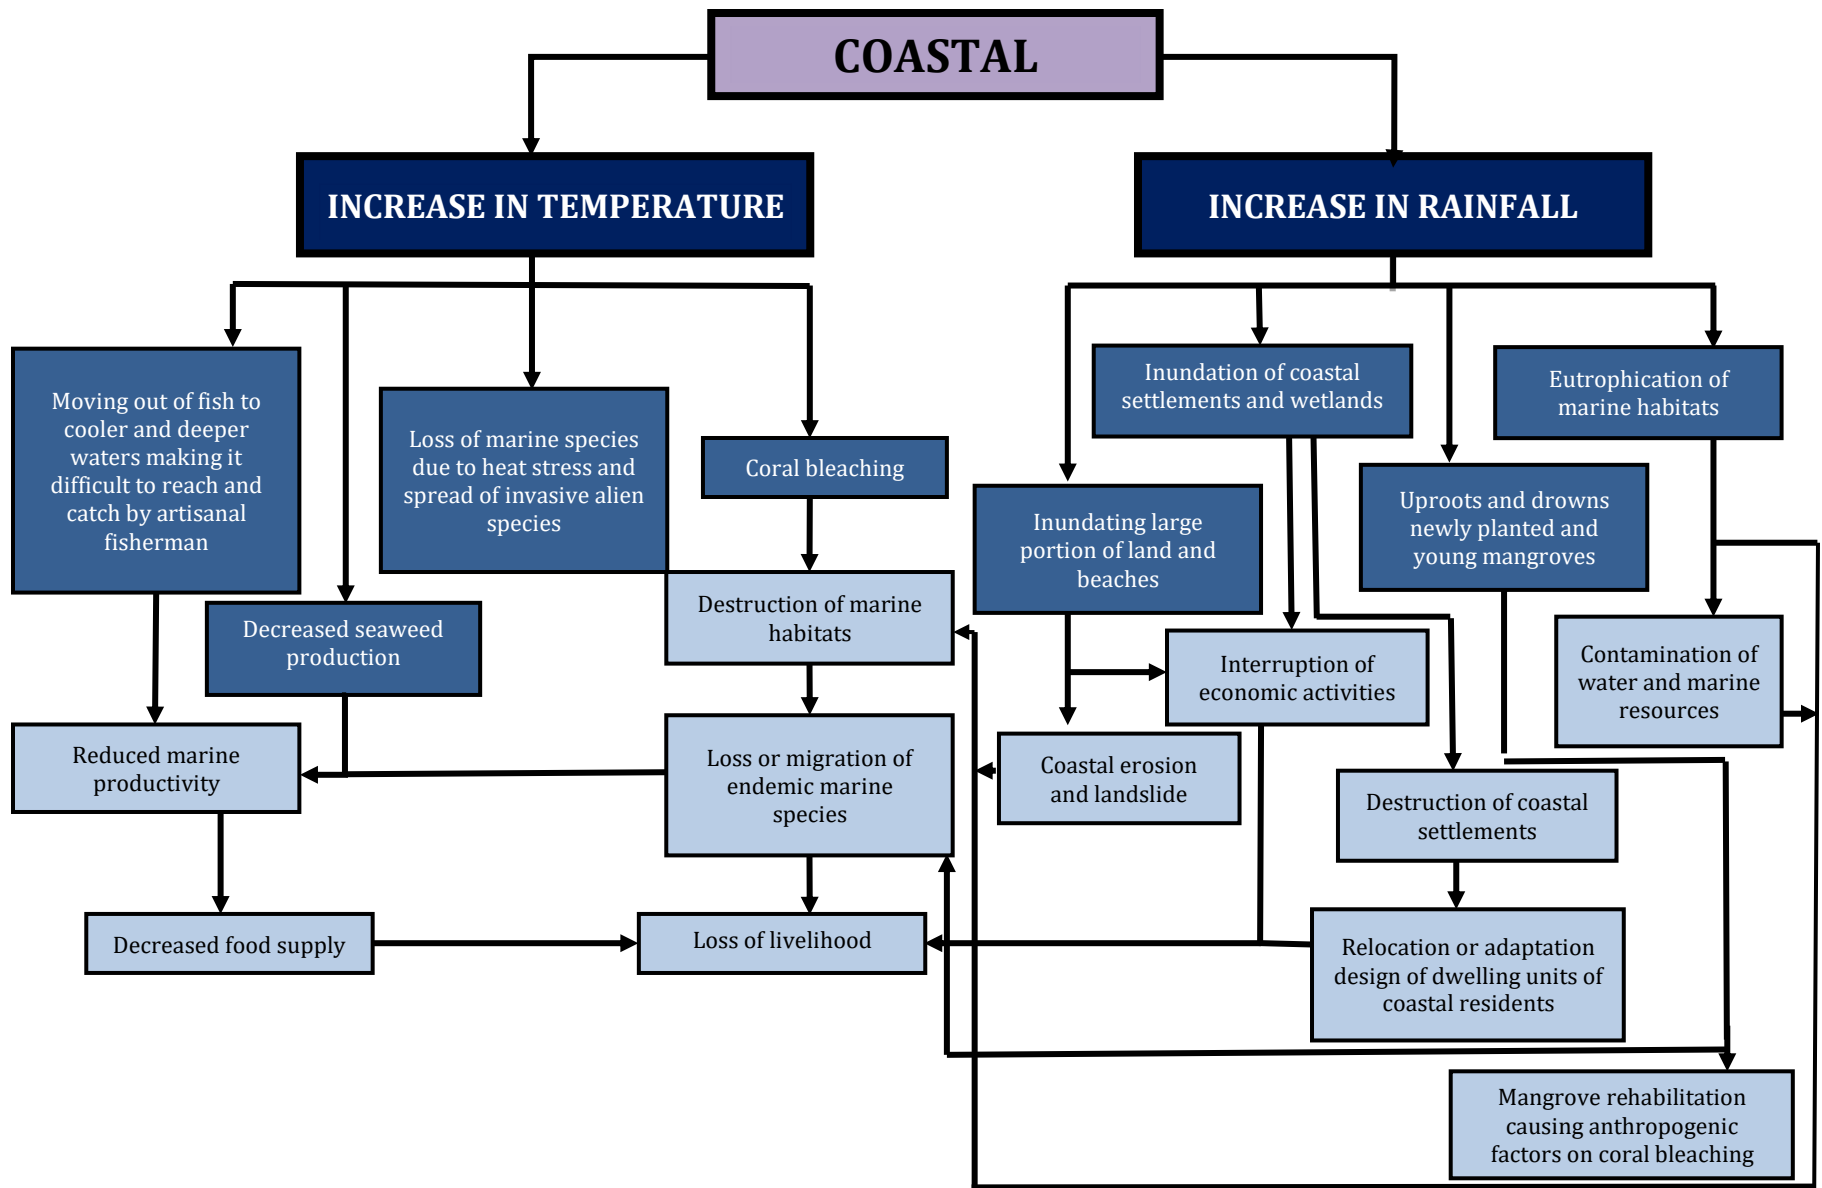 COASTAL
INCREASE IN TEMPERATURE
INCREASE IN RAINFALL
Moving out of fish to
cooler and deeper
waters making it
difficult to reach and
catch by artisanal
fisherman
Loss of marine species
due to heat stress and
spread of invasive alien
species
Coral bleaching
Inundation of coastal
settlements and wetlands
Eutrophication of
marine habitats
Inundating large
portion of land and
beaches
Uproots and drowns
newly planted and
young mangroves
Decreased seaweed
production
Destruction of marine
habitats
Interruption of
economic activities
Contamination of
water and marine
resources
Reduced marine
productivity
Loss or migration of
endemic marine
species
Coastal erosion
and landslide
Destruction of coastal
settlements
Decreased food supply
Loss of livelihood
Relocation or adaptation
design of dwelling units of
coastal residents
Mangrove rehabilitation
causing anthropogenic
factors on coral bleaching